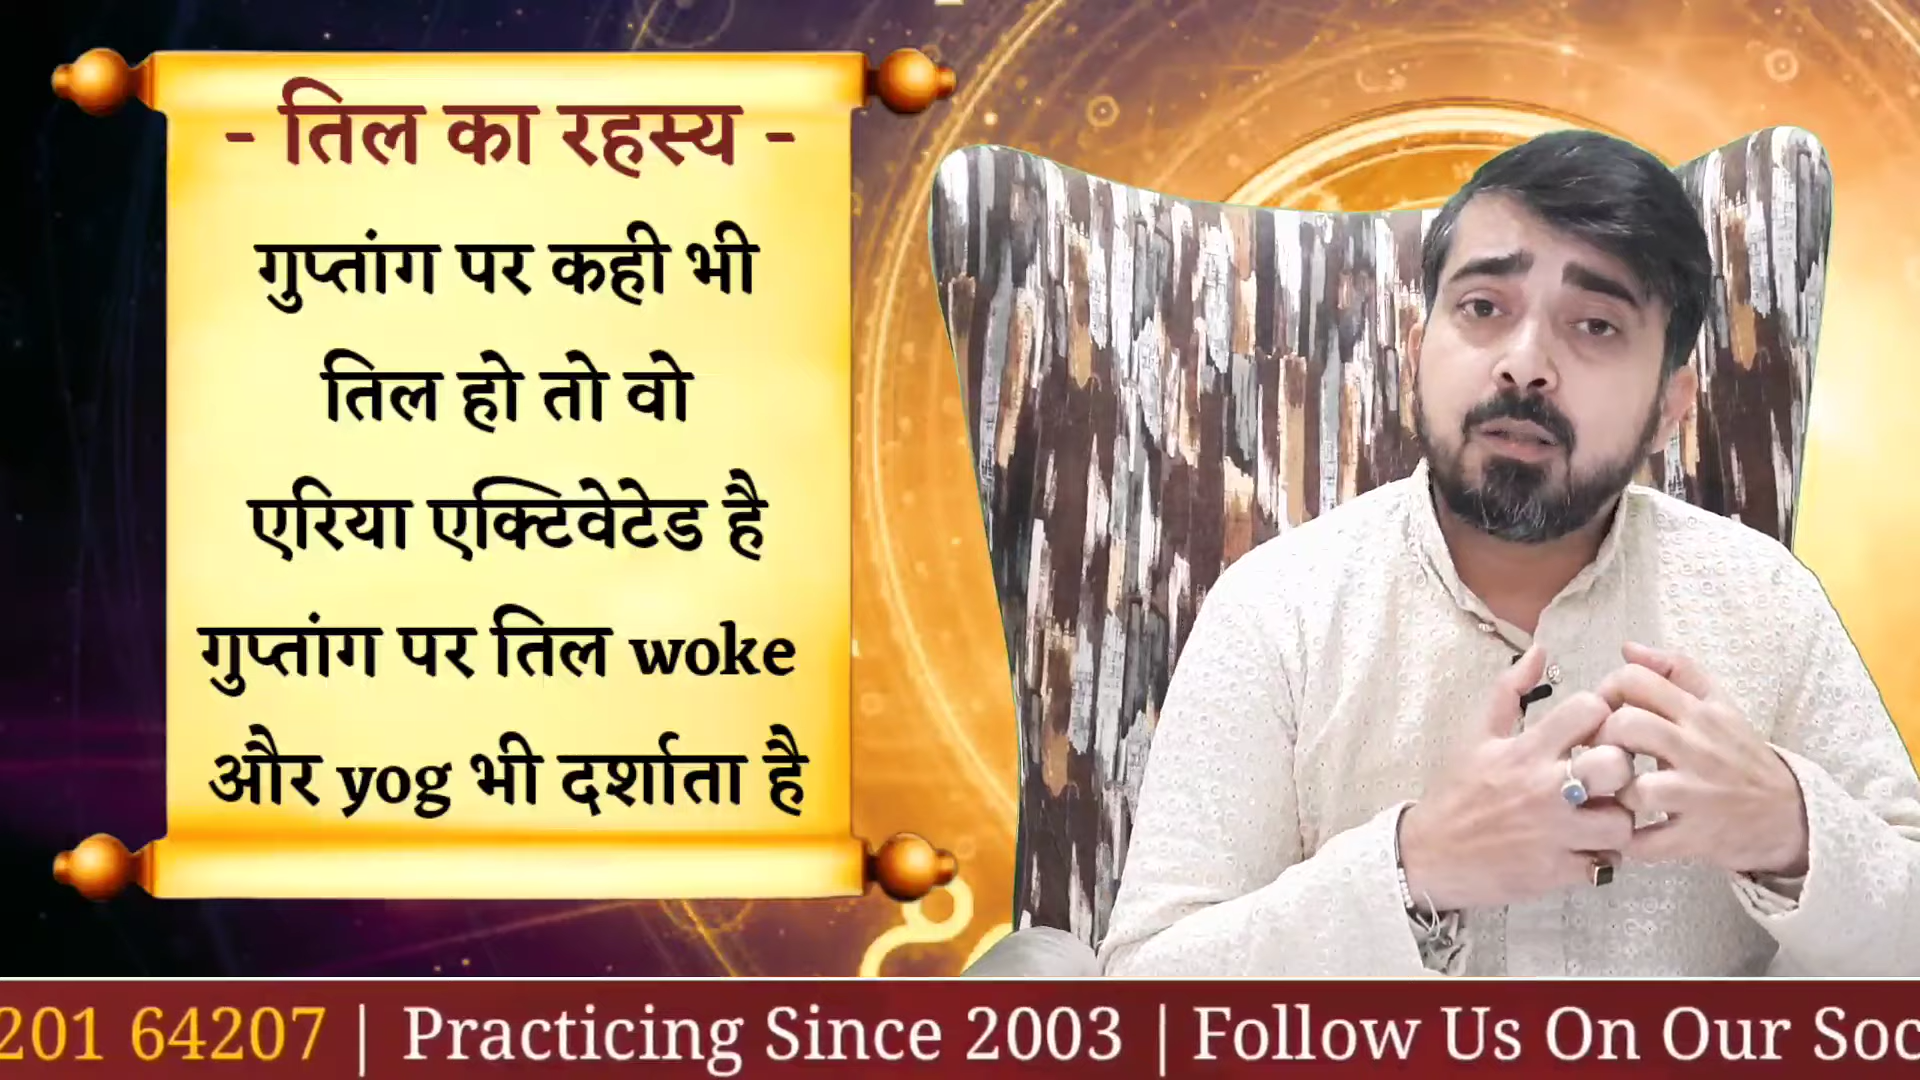 - तिल का रहस्य -
गुप्तांग पर कही भी
तिल हो तो वो
एरिया एक्टिवेटेड है
गुप्तांग पर तिल woke
और yog भी दर्शाता है
201 64207 | Practicing Since 2003 | Follow Us On Our Soc